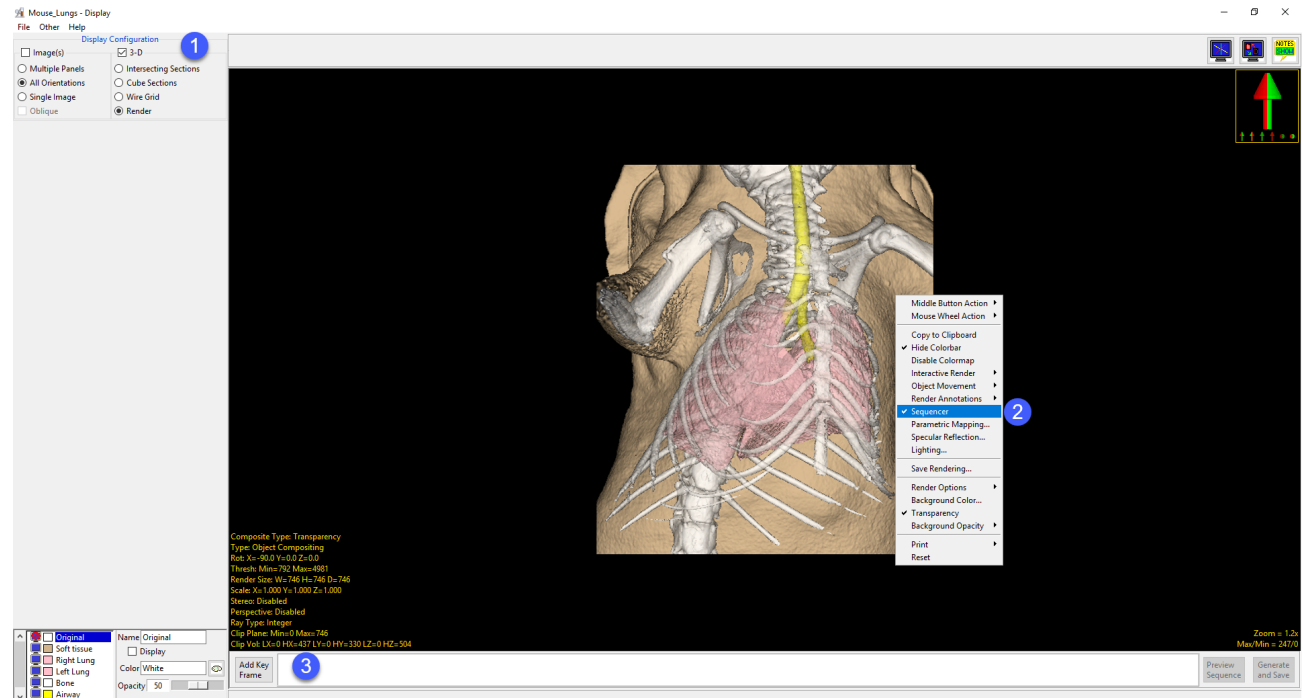 Mouse_Lungs - Display
File Other Help
Display Configuration
1
Image(s)
3-D
Multiple Panels
Intersecting Sections
All Orientations
Cube Sections
Single Image
Wire Grid
Oblique
Render
NOTES
SHOW
Middle Button Action
Mouse Wheel Action
Copy to Clipboard
Hide Colorbar
Disable Colormap
Interactive Render
Object Movement
Render Annotations
Sequencer
2
Parametric Mapping...
Specular Reflection...
Lighting...
Save Rendering...
Render Options
Background Color...
Transparency
Background Opacity
Print
Reset
Composite Type: Transparency
Type: Object Compositing
Rot: X=-90.0 Y=0.0 Z=0.0
Thresh: Min=792 Max=4981
Render Size: W=746 H=746 D=746
Scale: X=1.000 Y=1.000 Z=1.000
Stereo: Disabled
Perspective: Disabled
Ray Type: Integer
Clip Plane: Min=0 Max=746
Clip Vol: LX=0 HX=437 LY=0 HY=330 LZ=0 HZ=504
Zoom = 1.2x
Max/Min = 247/0
Original
Soft tissue
Right Lung
Left Lung
Bone
Airway
Name Original
Display
Color White
Opacity 50
Add Key
Frame
3
Preview
Sequence
Generate
and Save